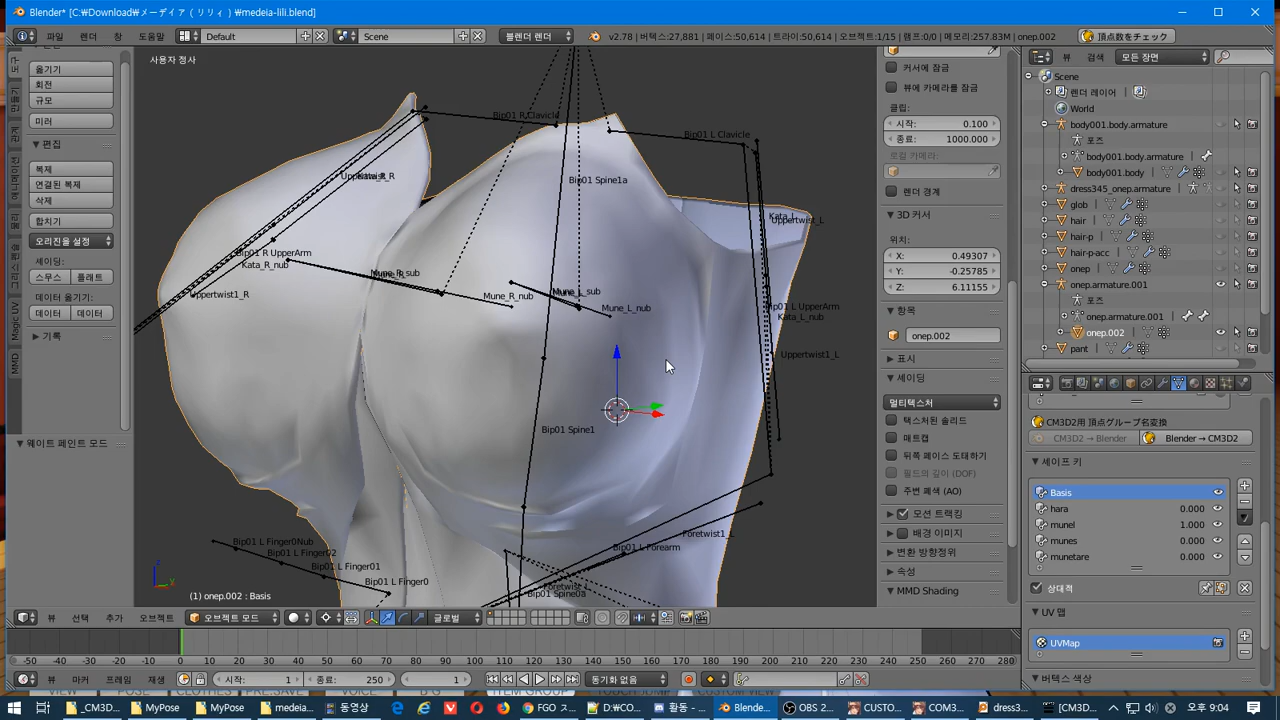 Blender* [C:\Download\メーデイア ( リリィ )\medeia-lili.blend]
파일 렌더 창 도움말 Default Scene 블렌더 렌더 v2.78 | 버텍스:27,881 | 페이스:50,614 | 트라이:50,614 | 오브젝트:1/15 | 램프:0/0 | 메모리:257.83M | onep.002 頂点数をチェック
옮기기
회전
규모
미러
편집
복제
연결된 복제
삭제
합치기
오리진을 설정
셰이딩:
스무스 플래트
데이터 옮기기:
데이터 데이터
기록
웨이트 페인트 모드
Magic UV
MMD
사용자 정사
Bip01 R Clavicle
Bip01 L Clavicle
Bip01 Spine1a
Kata_L
Uppertwist_L
Bip01 R UpperArm
Kata_R_nub
Uppertwist1_R
Mune_R_sub
Mune_R_nub
Mune_L_sub
Mune_L_nub
Bip01 L UpperArm
Kata_L_nub
Uppertwist1_L
Bip01 Spine1
Foretwist1_L
Bip01 L Forearm
Bip01 L Finger0Nub
Bip01 L Finger02
Bip01 L Finger01
Bip01 L Finger0
Bip01 Spine0a
(1) onep.002 : Basis
커서에 잠금
뷰에 카메라를 잠금
클립:
시작: 0.100
종료: 1000.000
로컬 카메라:
렌더 경계
3D 커서
위치:
X: 0.49307
Y: -0.25785
Z: 6.11155
항목
onep.002
표시
셰이딩
멀티텍스처
텍스처된 솔리드
매트캡
뒤쪽 페이스 도태하기
필드의 깊이 (DOF)
주변 폐색 (AO)
모션 트랙킹
배경 이미지
변환 방향정위
속성
MMD Shading
뷰 검색 모든 장면
Scene
렌더 레이어
World
body001.body.armature
포즈
body001.body.armature
body001.body
dress345_onep.armature
glob
hair
hair-p
hair-p-acc
onep
onep.armature.001
포즈
onep.armature.001
onep.002
pant
CM3D2用 頂点グループ名変換
CM3D2 → Blender Blender → CM3D2
셰이프 키
Basis
hara 0.000
munel 1.000
munes 0.000
munetare 0.000
상대적
UV 맵
UVMap
버텍스 색상
뷰 선택 추가 오브젝트 오브젝트 모드 글로벌
-50 -40 -30 -20 -10 0 10 20 30 40 50 60 70 80 90 100 110 120 130 140 150 160 170 180 190 200 210 220 230 240 250 260 270 280
뷰 마커 프레임 재생 시작: 1 종료: 250 1 동기화 없음
_CM3D... MyPose MyPose medeia... 동영상 FGO ス... D:₩CO... 활동 - ... Blende... OBS 2... CUSTO... COM3... dress3... [CM3D... 오후 9:04